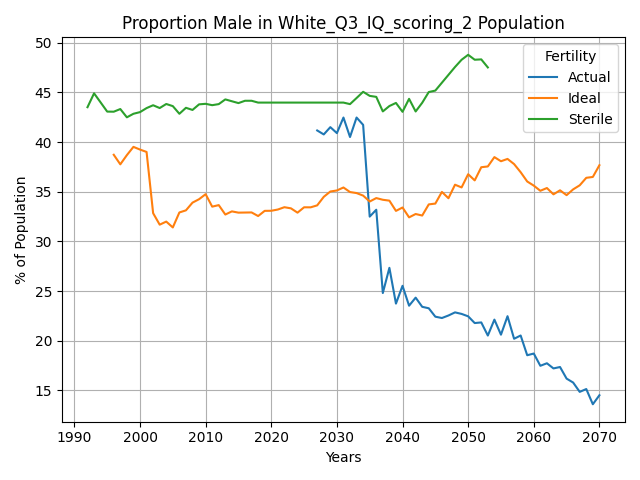 Proportion Male in White_Q3_IQ_scoring_2 Population
Fertility
Actual
Ideal
Sterile
% of Population
50
45
40
35
30
25
20
15
1990 2000 2010 2020 2030 2040 2050 2060 2070
Years